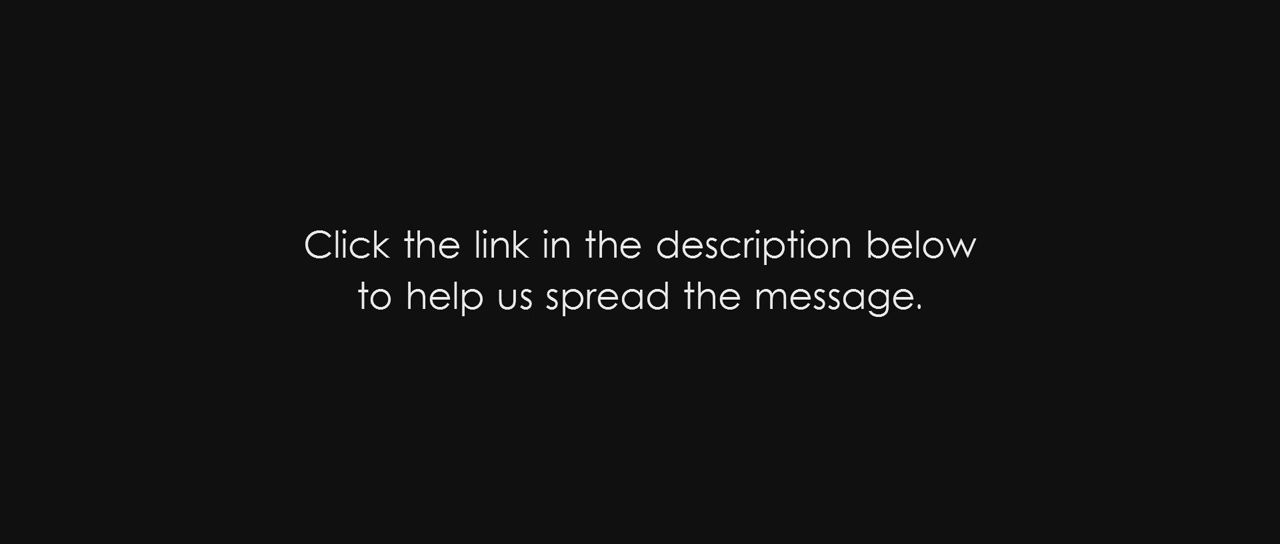 Click the link in the description below
to help us spread the message.